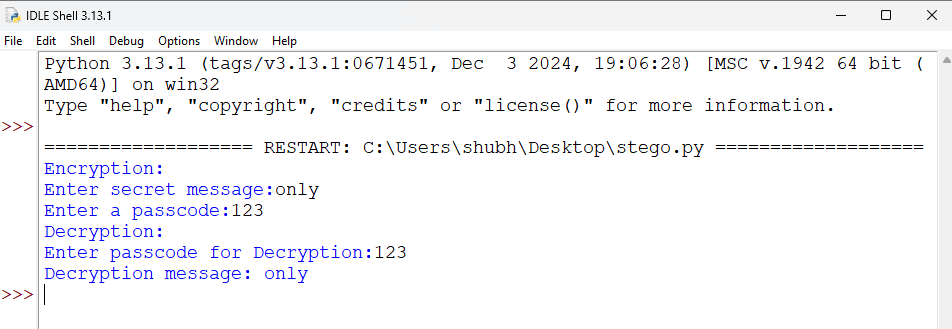 IDLE Shell 3.13.1
File Edit Shell Debug Options Window Help
Python 3.13.1 (tags/v3.13.1:0671451, Dec  3 2024, 19:06:28) [MSC v.1942 64 bit (
AMD64)] on win32
Type "help", "copyright", "credits" or "license()" for more information.
>>>
=================== RESTART: C:\Users\shubh\Desktop\stego.py ===================
Encryption:
Enter secret message:only
Enter a passcode:123
Decryption:
Enter passcode for Decryption:123
Decryption message: only
>>>